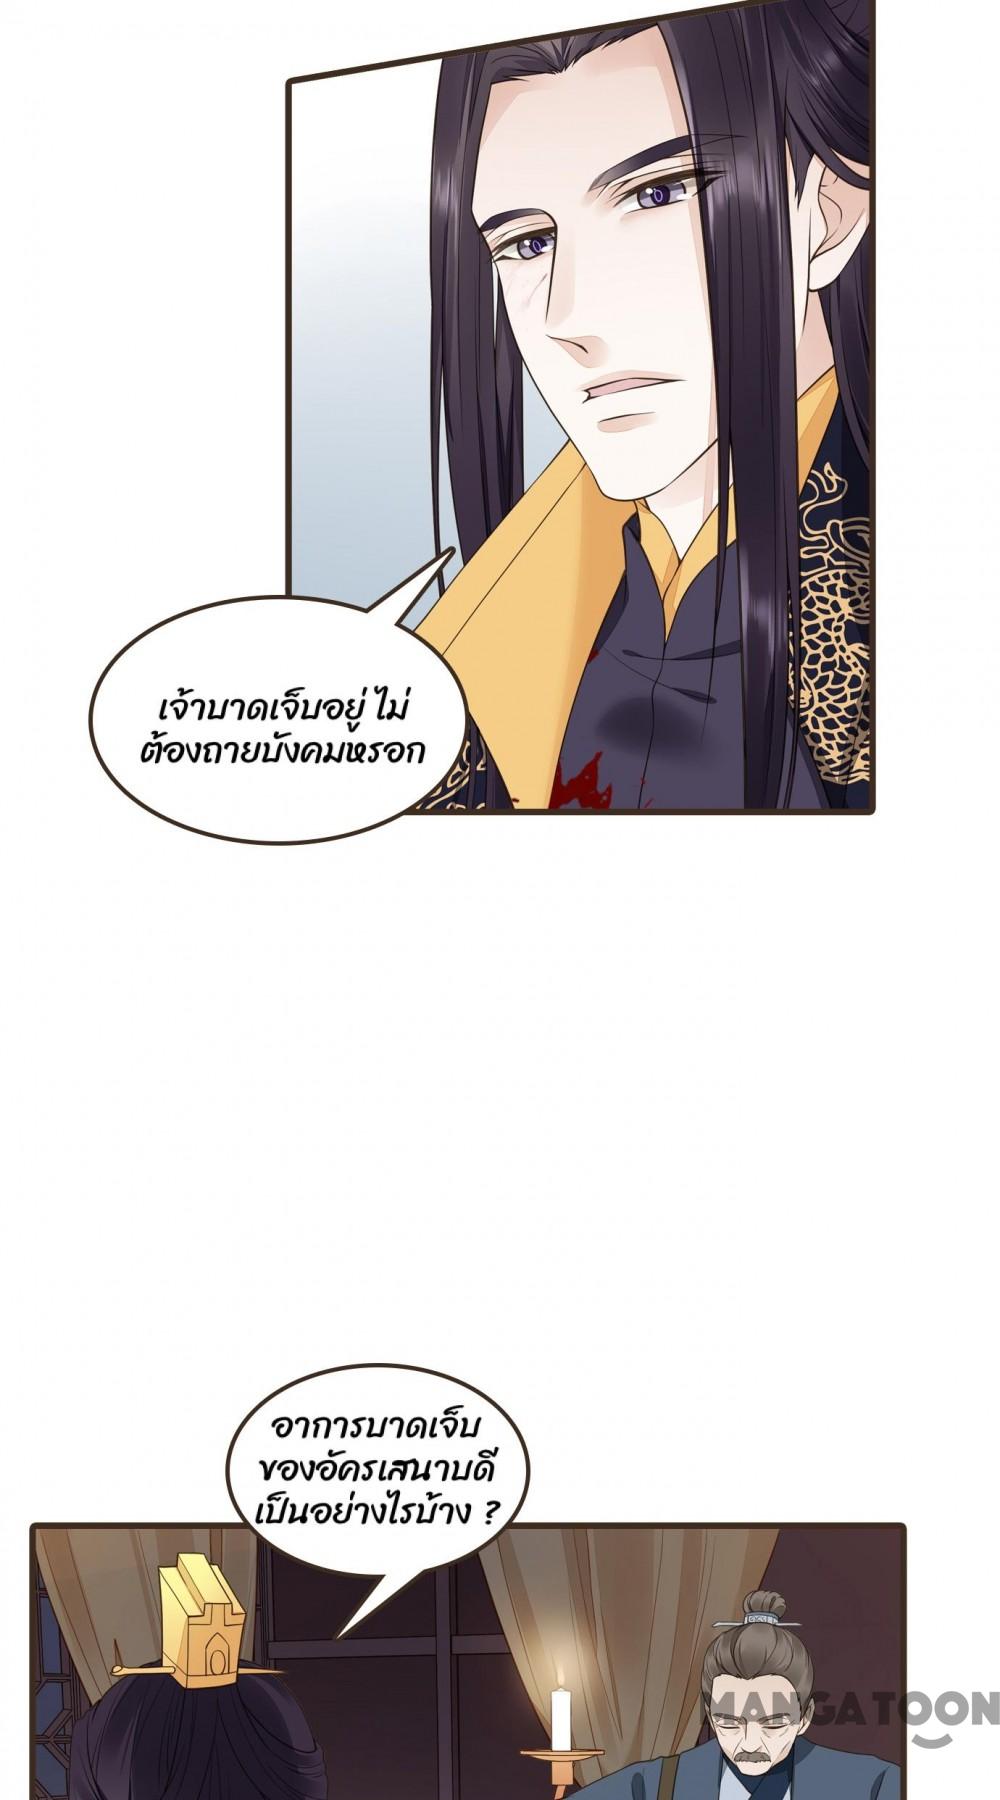 เจ้าบาดเจ็บอยู่ ไม่
ต้องถายบังคมหรอก
อาการบาดเจ็บ
ของอัครเสนาบดี
เป็นอย่างไรบ้าง ?
MANGATOON